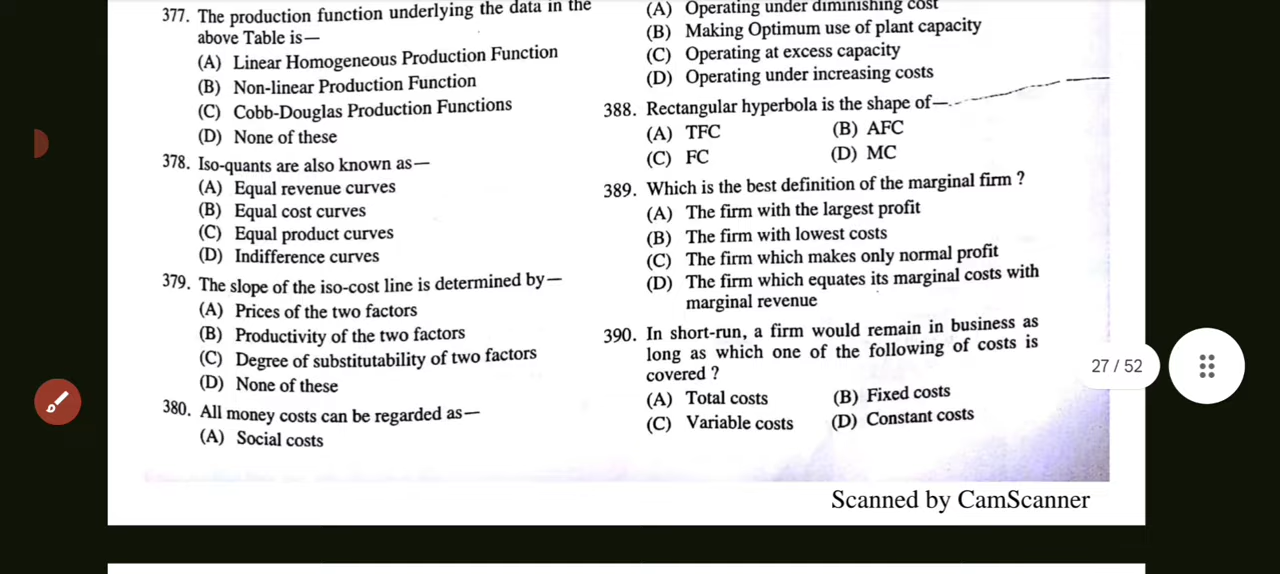 377. The production function underlying the data in the
above Table is—
(A) Linear Homogeneous Production Function
(B) Non-linear Production Function
(C) Cobb-Douglas Production Functions
(D) None of these
378. Iso-quants are also known as—
(A) Equal revenue curves
(B) Equal cost curves
(C) Equal product curves
(D) Indifference curves
379. The slope of the iso-cost line is determined by—
(A) Prices of the two factors
(B) Productivity of the two factors
(C) Degree of substitutability of two factors
(D) None of these
380. All money costs can be regarded as—
(A) Social costs
(A) Operating under diminishing cost
(B) Making Optimum use of plant capacity
(C) Operating at excess capacity
(D) Operating under increasing costs
388. Rectangular hyperbola is the shape of—
(A) TFC (B) AFC
(C) FC (D) MC
389. Which is the best definition of the marginal firm ?
(A) The firm with the largest profit
(B) The firm with lowest costs
(C) The firm which makes only normal profit
(D) The firm which equates its marginal costs with
marginal revenue
390. In short-run, a firm would remain in business as
long as which one of the following of costs is
covered ?
(A) Total costs (B) Fixed costs
(C) Variable costs (D) Constant costs
27 / 52
Scanned by CamScanner